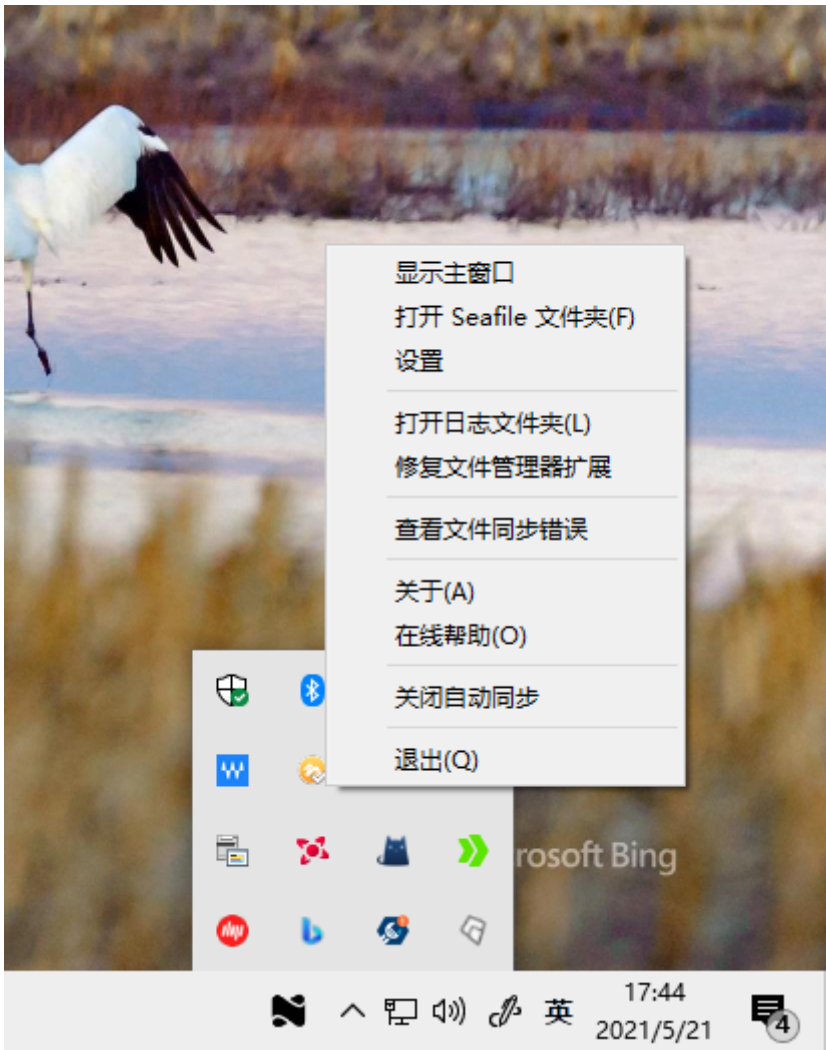 显示主窗口
打开 Seafile 文件夹(F)
设置
打开日志文件夹(L)
修复文件管理器扩展
查看文件同步错误
关于(A)
在线帮助(O)
关闭自动同步
退出(Q)
rosoft Bing
英
17:44
2021/5/21
4